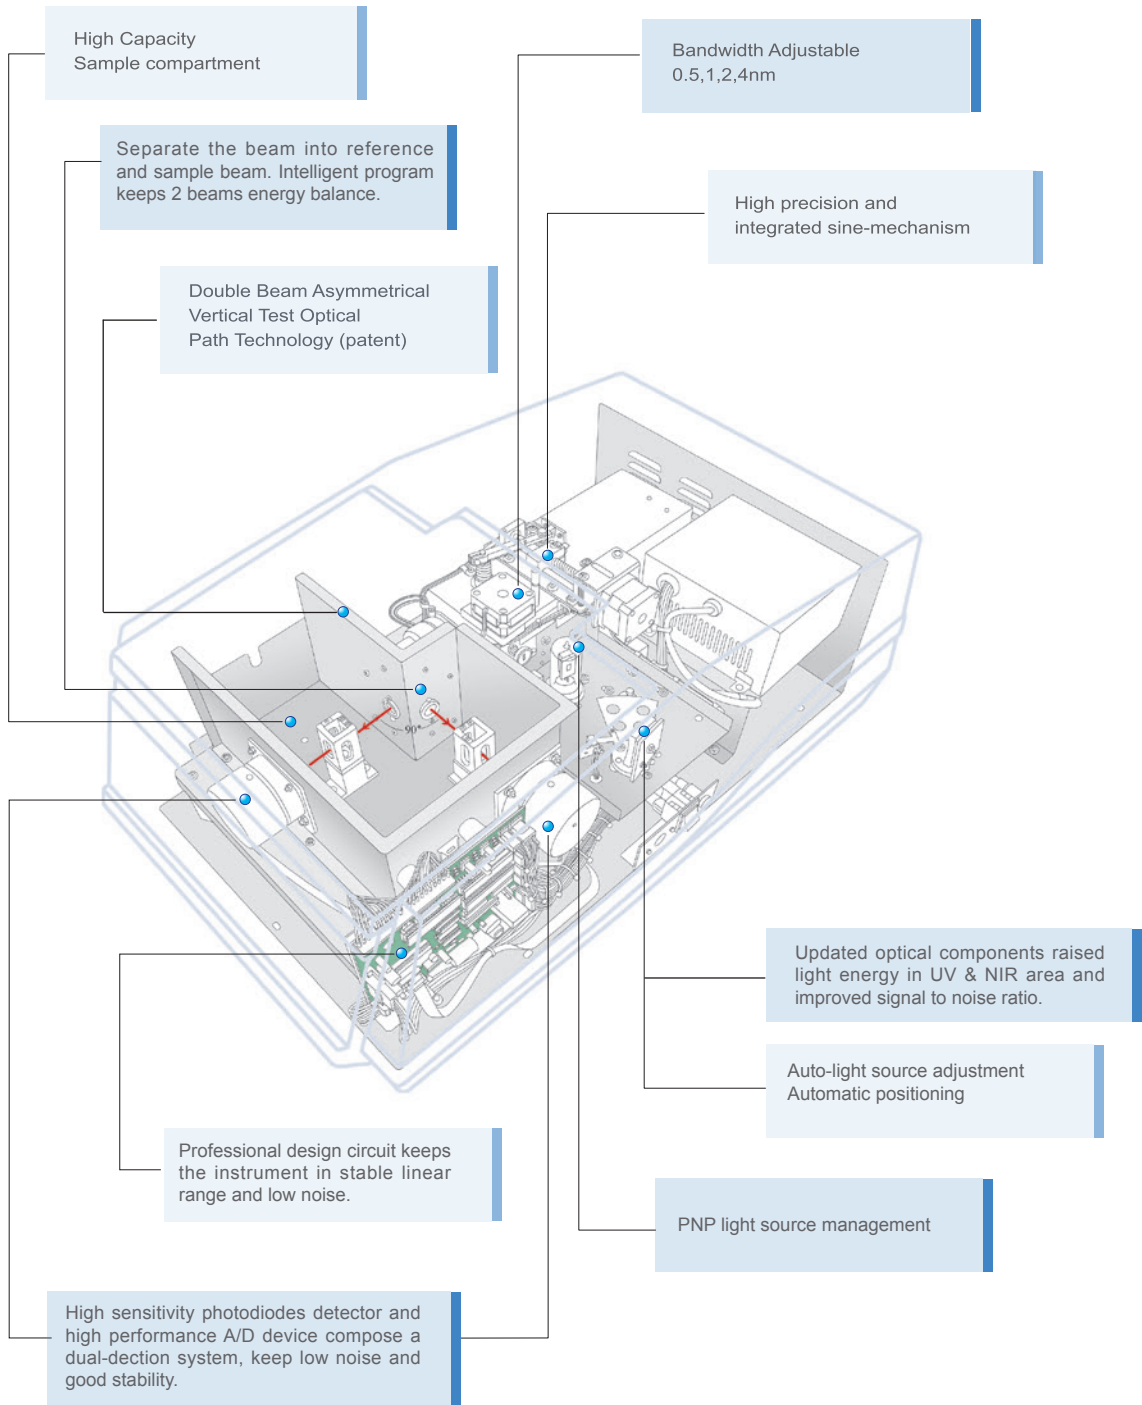 High Capacity
Sample compartment
Bandwidth Adjustable
0.5,1,2,4nm
Separate the beam into reference
and sample beam. Intelligent program
keeps 2 beams energy balance.
High precision and
integrated sine-mechanism
Double Beam Asymmetrical
Vertical Test Optical
Path Technology (patent)
90°
Updated optical components raised
light energy in UV & NIR area and
improved signal to noise ratio.
Auto-light source adjustment
Automatic positioning
Professional design circuit keeps
the instrument in stable linear
range and low noise.
PNP light source management
High sensitivity photodiodes detector and
high performance A/D device compose a
dual-dection system, keep low noise and
good stability.